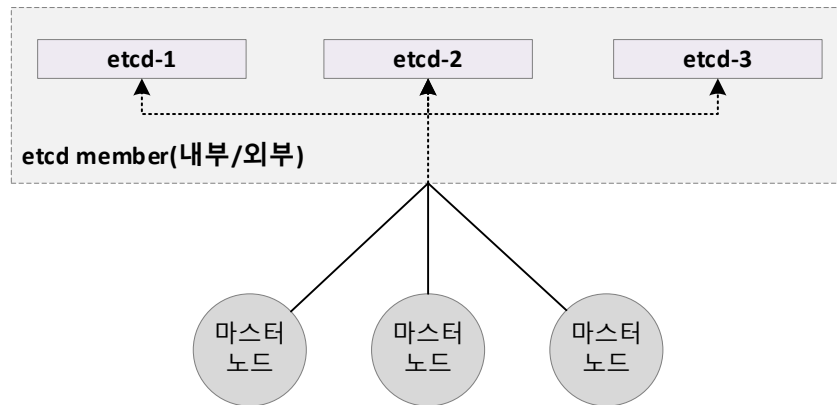 etcd-1
etcd-2
etcd-3
etcd member(내부/외부)
마스터
노드
마스터
노드
마스터
노드